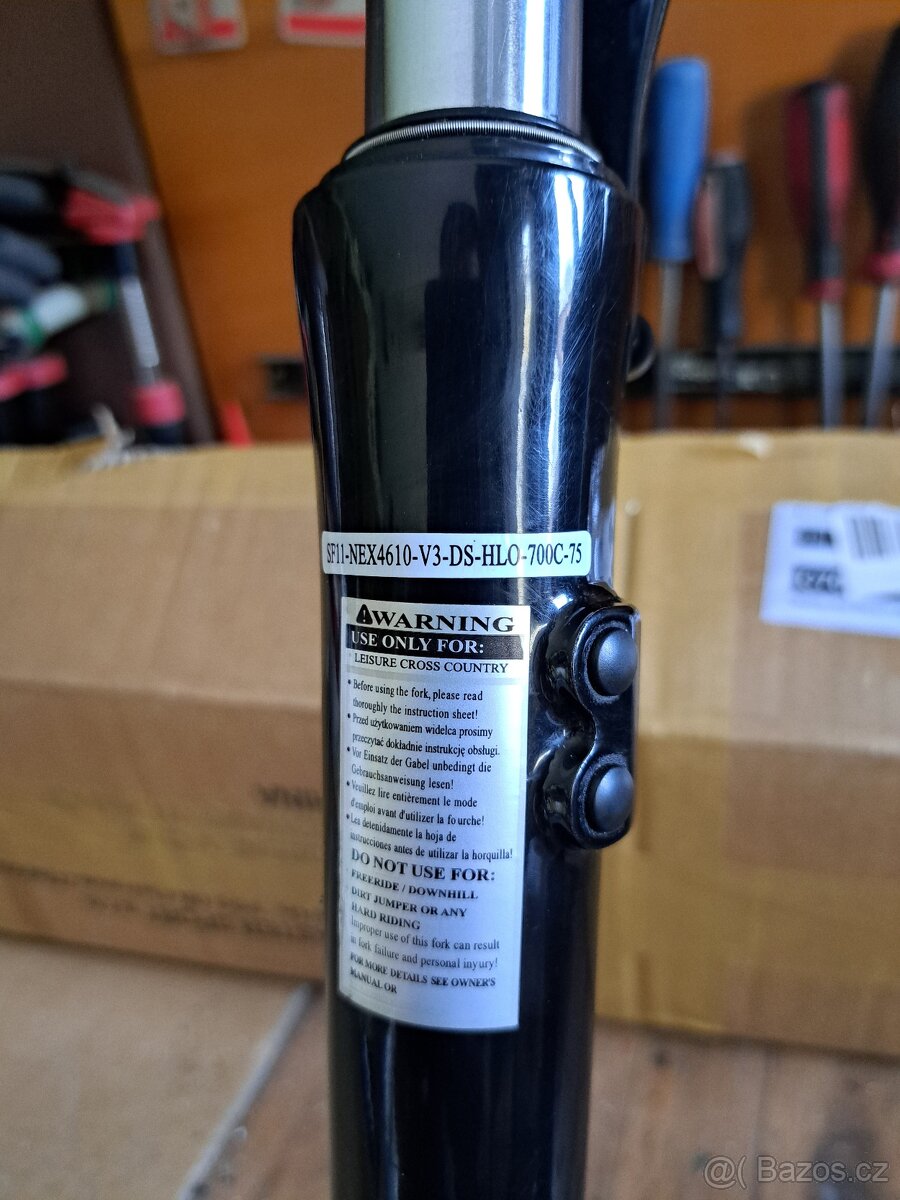 SF11-NEX4610-V3-DS-HLO-700C-75
WARNING
USE ONLY FOR:
LEISURE CROSS COUNTRY
• Before using the fork, please read
thoroughly the instruction sheet!
• Przed użytkowaniem widelca prosimy
przeczytać dokładnie instrukcję obsługi.
• Vor Einsatz der Gabel unbedingt die
Gebrauchsanweisung lesen!
• Veuillez lire entièrement le mode
d'emploi avant d'utiliser la fourche!
• Lea detenidamente la hoja de
instrucciones antes de utilizar la horquilla!
DO NOT USE FOR:
FREERIDE / DOWNHILL
DIRT JUMPER OR ANY
HARD RIDING
Improper use of this fork can result
in fork failure and personal inyury!
FOR MORE DETAILS SEE OWNER'S
MANUAL OR
@( Bazoš.cz